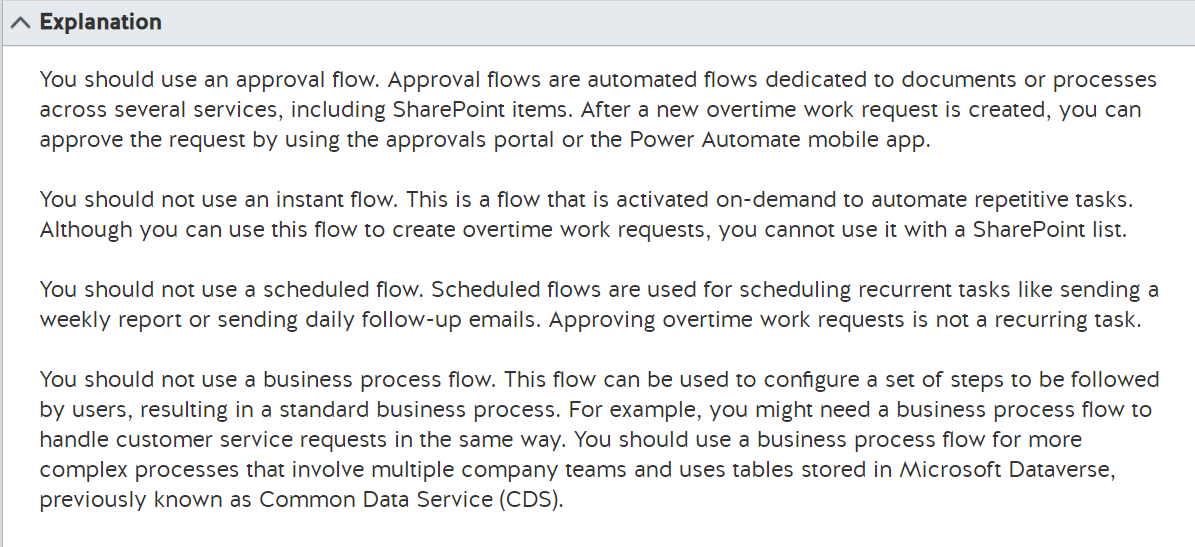 Explanation
You should use an approval flow. Approval flows are automated flows dedicated to documents or processes
across several services, including SharePoint items. After a new overtime work request is created, you can
approve the request by using the approvals portal or the Power Automate mobile app.
You should not use an instant flow. This is a flow that is activated on-demand to automate repetitive tasks.
Although you can use this flow to create overtime work requests, you cannot use it with a SharePoint list.
You should not use a scheduled flow. Scheduled flows are used for scheduling recurrent tasks like sending a
weekly report or sending daily follow-up emails. Approving overtime work requests is not a recurring task.
You should not use a business process flow. This flow can be used to configure a set of steps to be followed
by users, resulting in a standard business process. For example, you might need a business process flow to
handle customer service requests in the same way. You should use a business process flow for more
complex processes that involve multiple company teams and uses tables stored in Microsoft Dataverse,
previously known as Common Data Service (CDS).